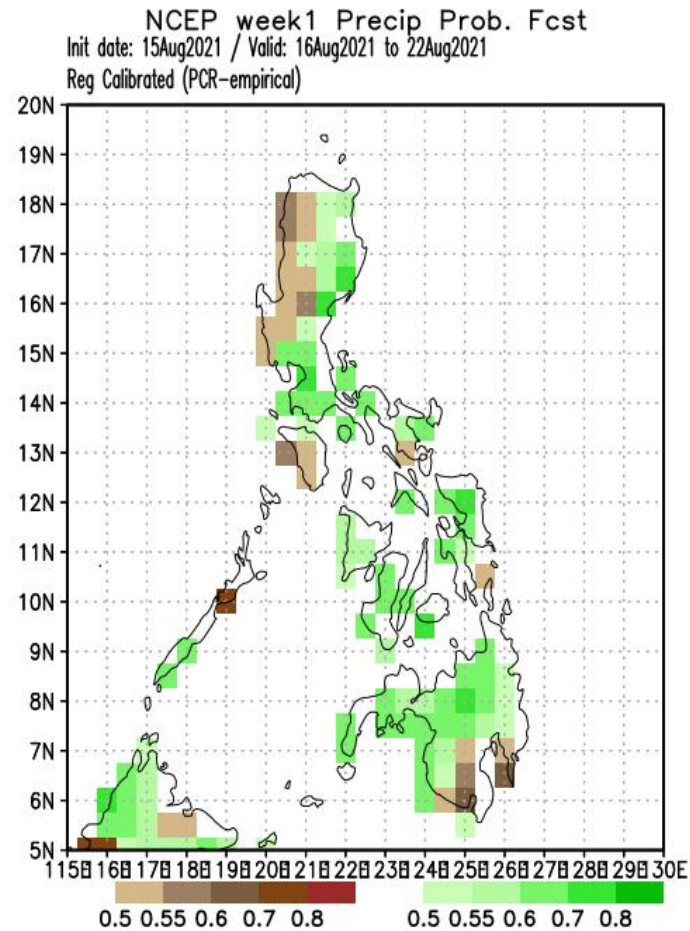 NCEP week1 Precip Prob. Fcst
Init date: 15Aug2021 / Valid: 16Aug2021 to 22Aug2021
Reg Calibrated (PCR-empirical)
20N
19N
18N
17N
16N
15N
14N
13N
12N
11N
10N
9N
8N
7N
6N
5N
115E 116E 117E 118E 119E 120E 121E 122E 123E 124E 125E 126E 127E 128E 129E 130E
0.5 0.55 0.6 0.7 0.8 0.5 0.55 0.6 0.7 0.8